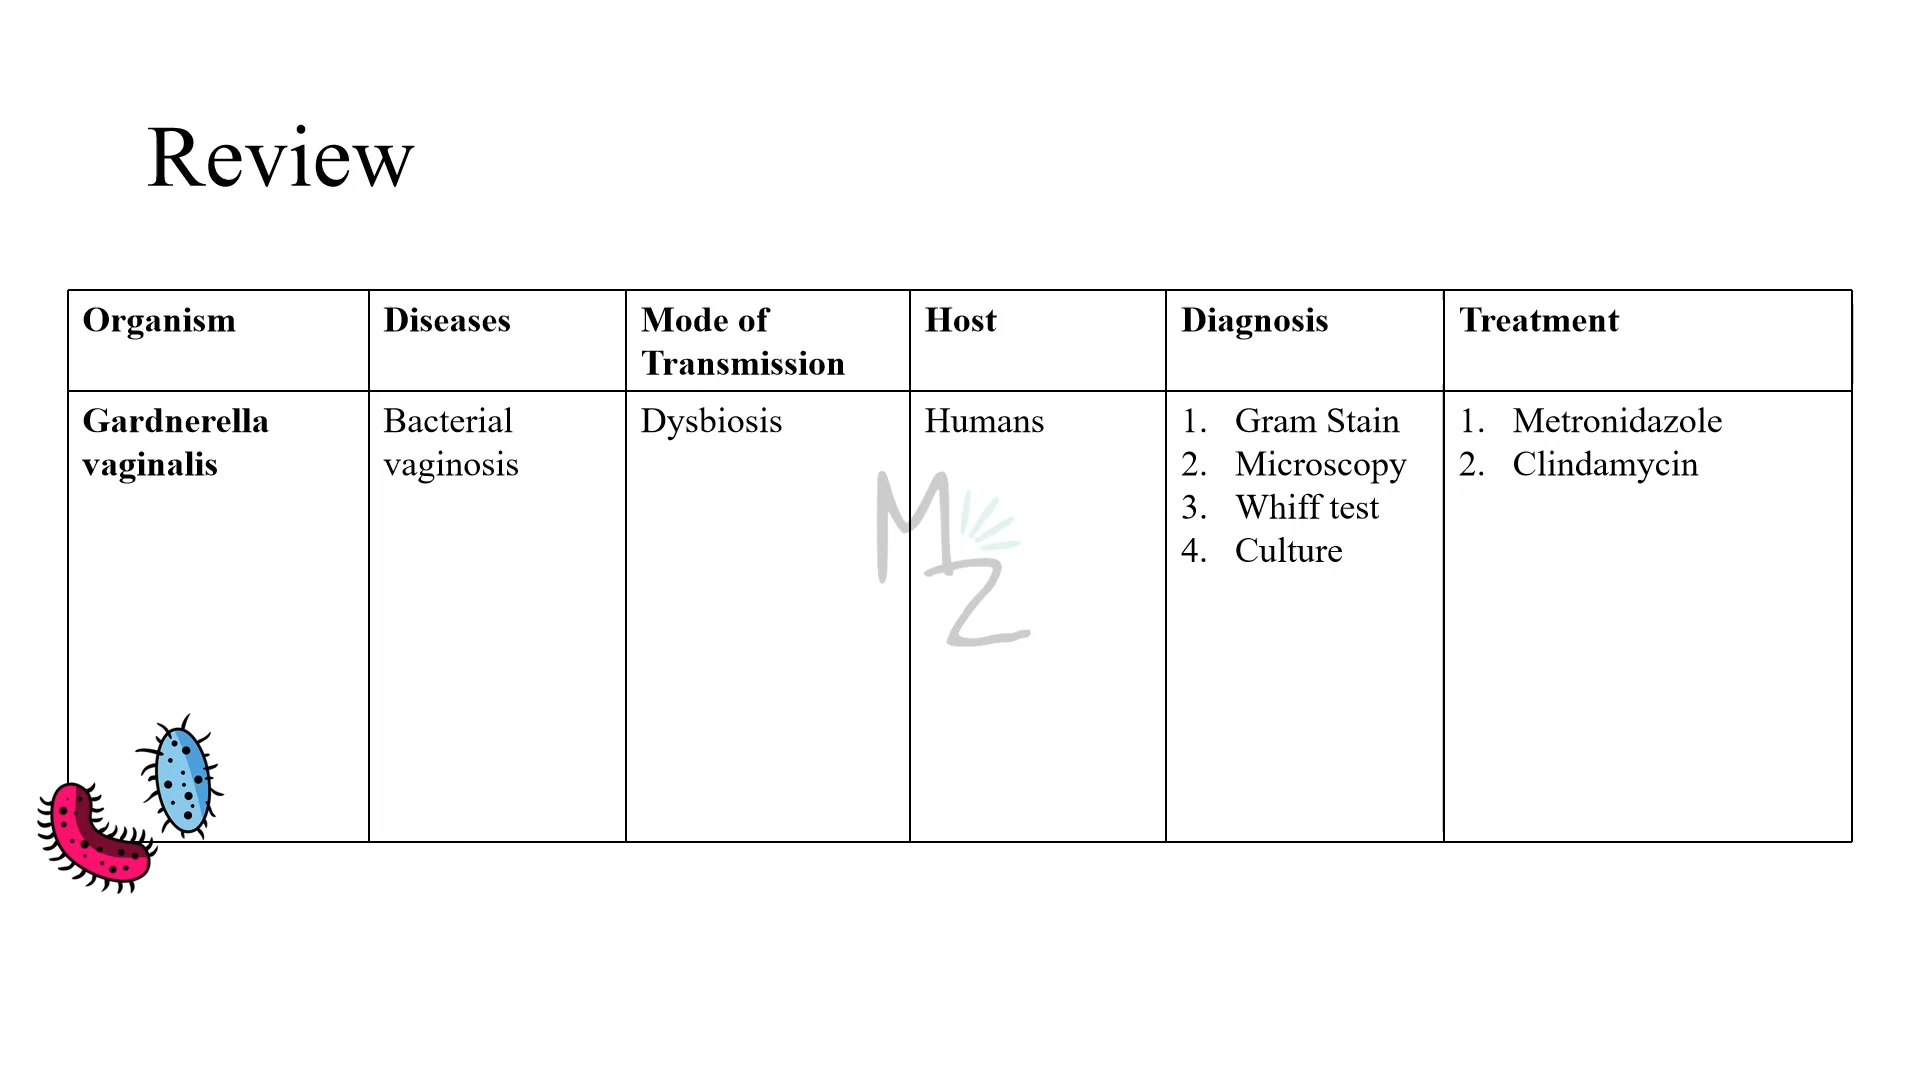 Review
Organism
Diseases
Mode of
Transmission
Host
Diagnosis
Treatment
Gardnerella
vaginalis
Bacterial
vaginosis
Dysbiosis
Humans
1. Gram Stain
2. Microscopy
3. Whiff test
4. Culture
1. Metronidazole
2. Clindamycin
MZ